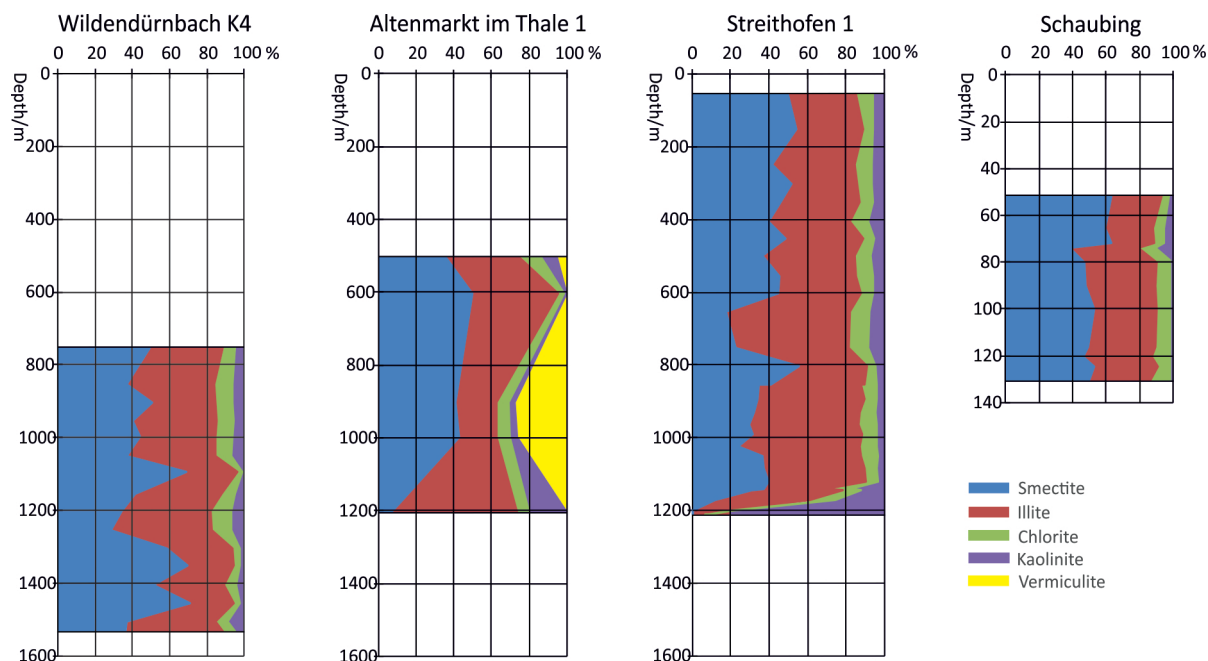 Wildendürnbach K4
0 20 40 60 80 100 %
0
200
400
600
800
1000
1200
1400
1600
Depth/m
Altenmarkt im Thale 1
0 20 40 60 80 100 %
0
200
400
600
800
1000
1200
1400
1600
Depth/m
Streithofen 1
0 20 40 60 80 100 %
0
200
400
600
800
1000
1200
1400
1600
Depth/m
Schaubing
0 20 40 60 80 100 %
0
20
40
60
80
100
120
140
Depth/m
Smectite
Illite
Chlorite
Kaolinite
Vermiculite